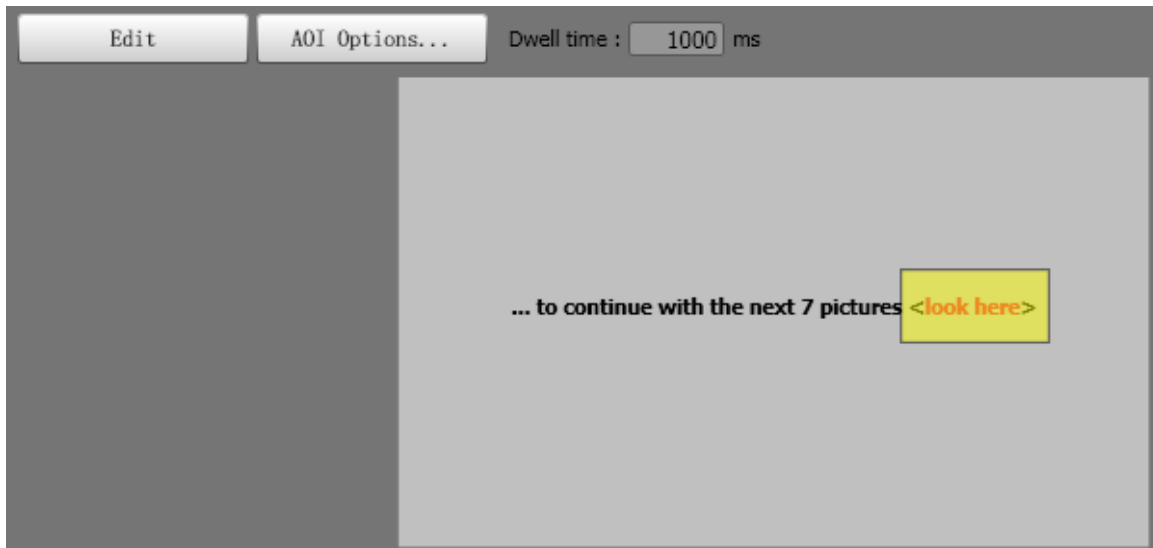 Edit AOI Options... Dwell time : 1000 ms
... to continue with the next 7 pictures <look here>